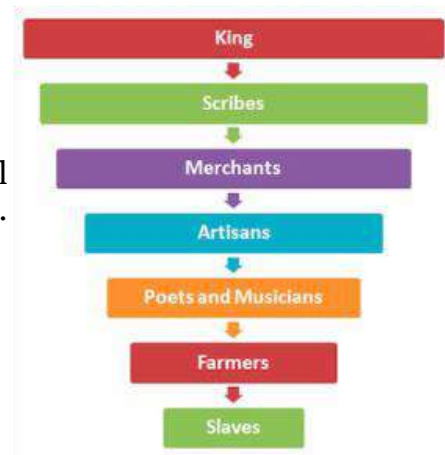 King
Scribes
l
Merchants
.
Artisans
Poets and Musicians
Farmers
Slaves